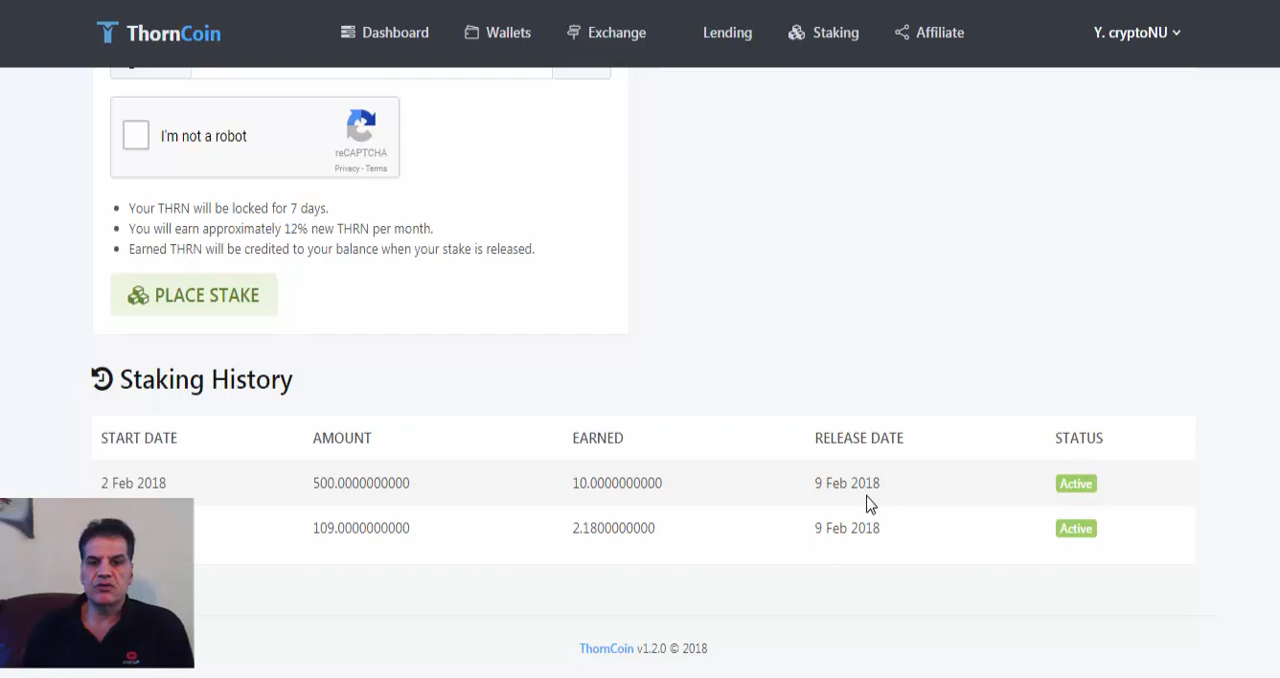 ThornCoin
Dashboard
Wallets
Exchange
Lending
Staking
Affiliate
Y. cryptoNU
I'm not a robot
reCAPTCHA
Privacy - Terms
Your THRN will be locked for 7 days.
You will earn approximately 12% new THRN per month.
Earned THRN will be credited to your balance when your stake is released.
PLACE STAKE
Staking History
START DATE AMOUNT EARNED RELEASE DATE STATUS
2 Feb 2018 500.0000000000 10.0000000000 9 Feb 2018 Active
109.0000000000 2.1800000000 9 Feb 2018 Active
ThornCoin v1.2.0 © 2018